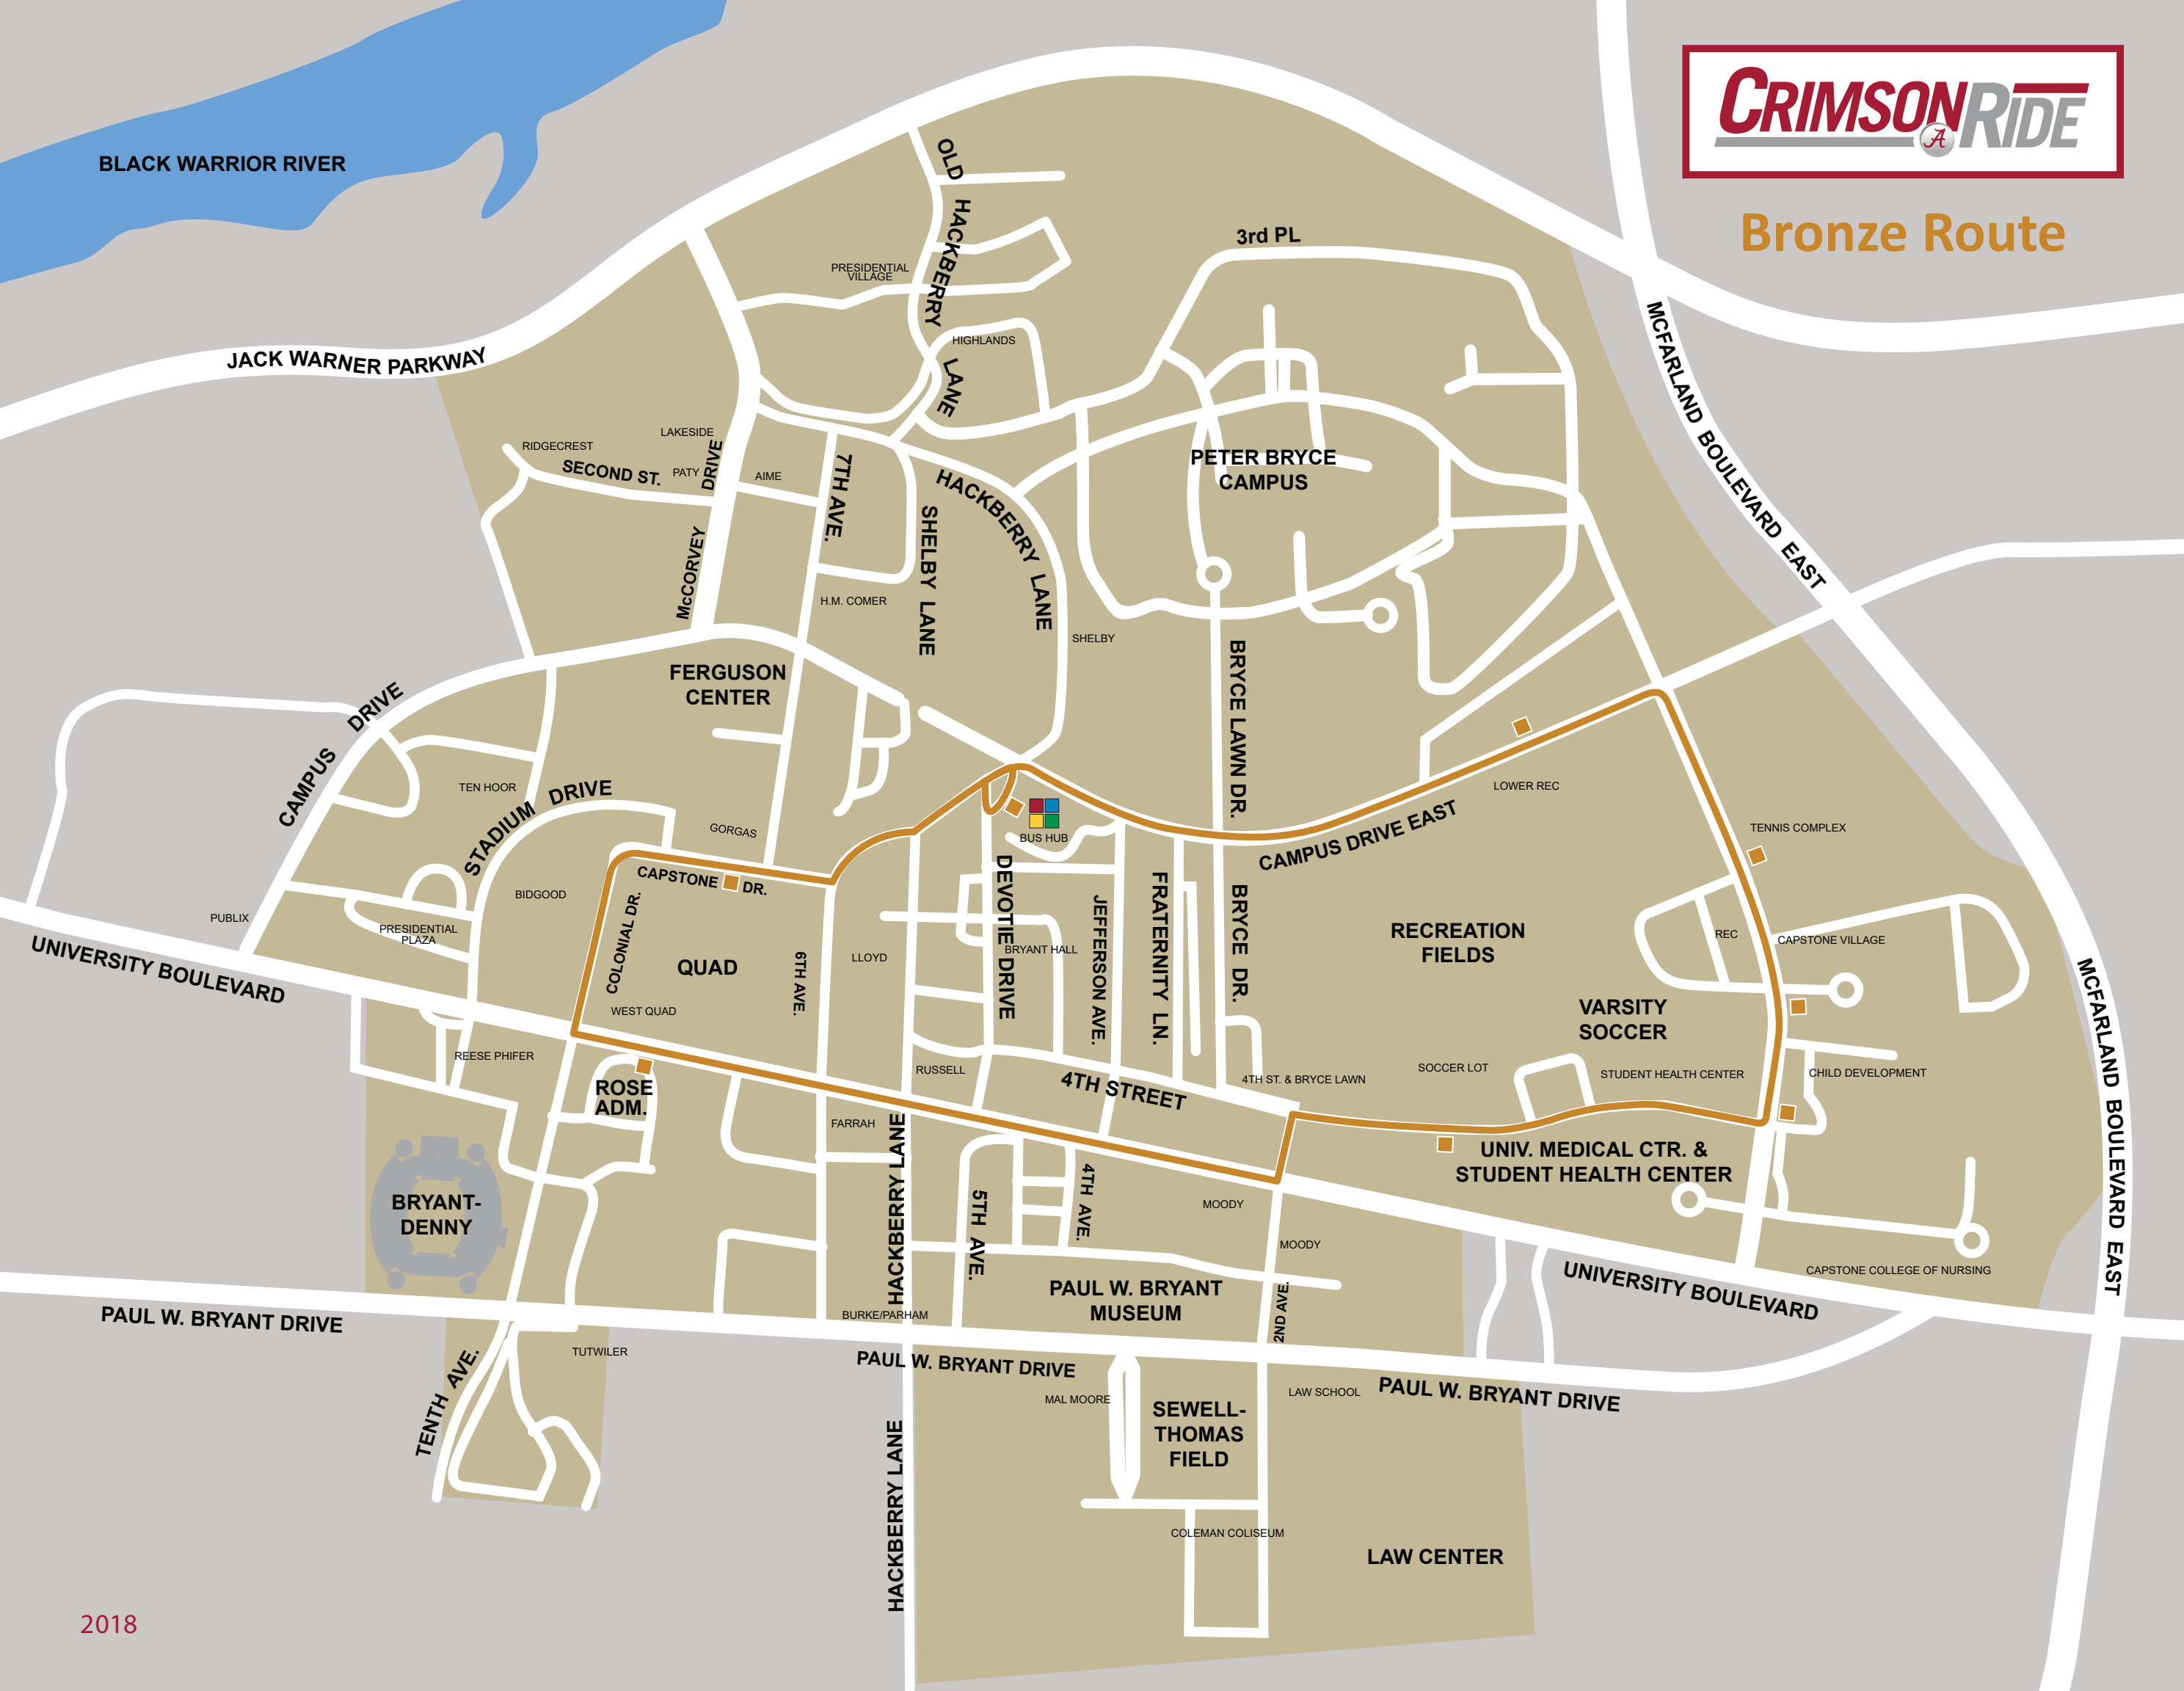 CRIMSONRIDE
A
Bronze Route
BLACK WARRIOR RIVER
JACK WARNER PARKWAY
OLD HACKBERRY LANE
3rd PL
PRESIDENTIAL
VILLAGE
HIGHLANDS
MCFARLAND BOULEVARD EAST
LAKESIDE
RIDGECREST
SECOND ST.
PATY
McCORVEY DRIVE
AIME
7TH AVE.
HACKBERRY LANE
SHELBY LANE
PETER BRYCE
CAMPUS
H.M. COMER
SHELBY
FERGUSON
CENTER
BRYCE LAWN DR.
CAMPUS DRIVE
TEN HOOR
STADIUM DRIVE
GORGAS
BUS HUB
CAMPUS DRIVE EAST
LOWER REC
TENNIS COMPLEX
CAPSTONE DR.
BIDGOOD
COLONIAL DR.
PUBLIX
PRESIDENTIAL
PLAZA
UNIVERSITY BOULEVARD
QUAD
WEST QUAD
6TH AVE.
LLOYD
DEVOTIE DRIVE
BRYANT HALL
JEFFERSON AVE.
FRATERNITY LN.
BRYCE DR.
RECREATION
FIELDS
REC
CAPSTONE VILLAGE
VARSITY
SOCCER
MCFARLAND BOULEVARD EAST
REESE PHIFER
ROSE
ADM.
RUSSELL
4TH STREET
4TH ST. & BRYCE LAWN
SOCCER LOT
STUDENT HEALTH CENTER
CHILD DEVELOPMENT
FARRAH
HACKBERRY LANE
UNIV. MEDICAL CTR. &
STUDENT HEALTH CENTER
BRYANT-
DENNY
5TH AVE.
4TH AVE.
MOODY
MOODY
CAPSTONE COLLEGE OF NURSING
UNIVERSITY BOULEVARD
PAUL W. BRYANT
MUSEUM
2ND AVE.
BURKE/PARHAM
PAUL W. BRYANT DRIVE
TUTWILER
TENTH AVE.
PAUL W. BRYANT DRIVE
MAL MOORE
LAW SCHOOL
PAUL W. BRYANT DRIVE
SEWELL-
THOMAS
FIELD
HACKBERRY LANE
COLEMAN COLISEUM
LAW CENTER
2018